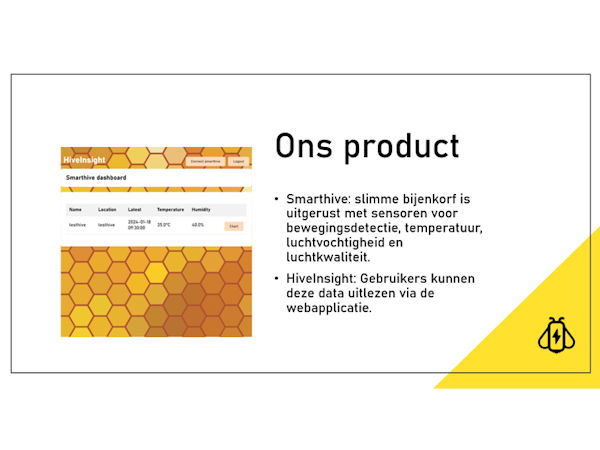 Ons product
HiveInsight
Connect smarthive
Logout
Smarthive dashboard
Name Location Latest Temperature Humidity
testhive testhive 2024-01-18 35.0°C 40.0% Chart
09:30:00
• Smarthive: slimme bijenkorf is
uitgerust met sensoren voor
bewegingsdetectie, temperatuur,
luchtvochtigheid en
luchtkwaliteit.
• HiveInsight: Gebruikers kunnen
deze data uitlezen via de
webapplicatie.